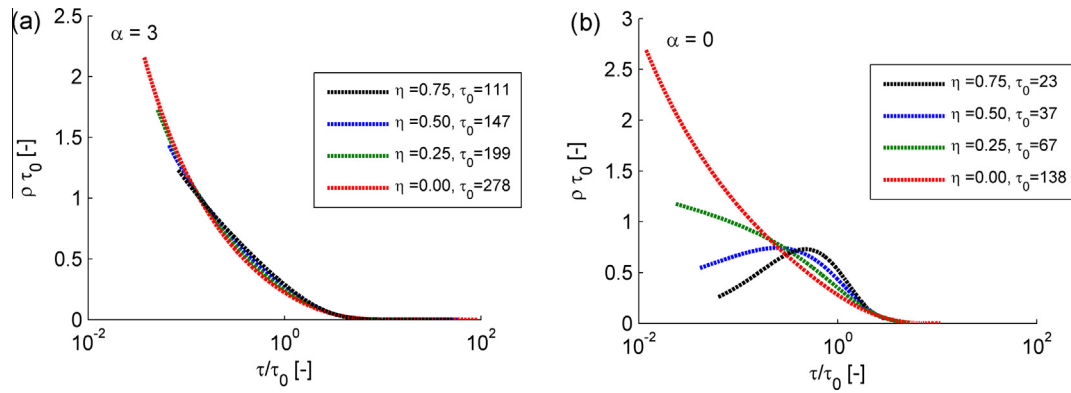 (a)
α = 3
2.5
2
1.5
1
0.5
0
ρ τ₀ [-]
10⁻²
10⁰
10²
τ/τ₀ [-]
η =0.75, τ₀=111
η =0.50, τ₀=147
η =0.25, τ₀=199
η =0.00, τ₀=278
(b)
α = 0
3
2.5
2
1.5
1
0.5
0
ρ τ₀ [-]
10⁻²
10⁰
10²
τ/τ₀ [-]
η =0.75, τ₀=23
η =0.50, τ₀=37
η =0.25, τ₀=67
η =0.00, τ₀=138